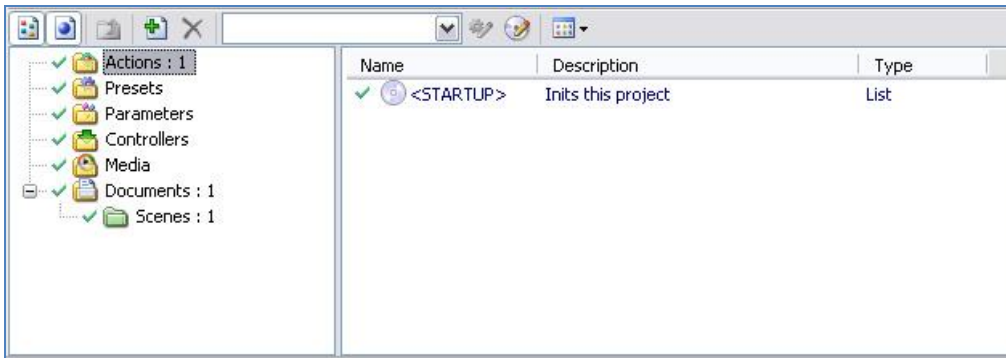 Actions : 1
Presets
Parameters
Controllers
Media
Documents : 1
Scenes : 1
Name Description Type
<STARTUP> Inits this project List